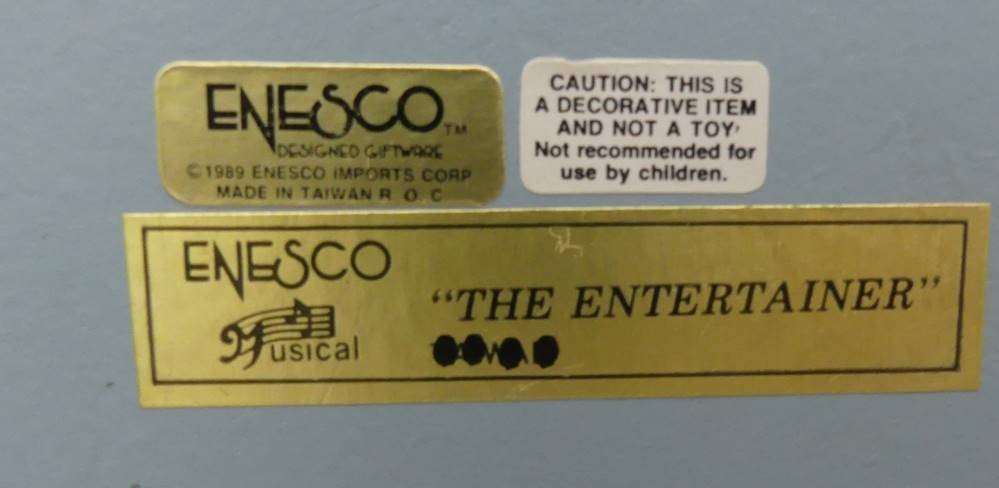 ENESCO™
DESIGNED GIFTWARE
©1989 ENESCO IMPORTS CORP
MADE IN TAIWAN R. O. C
CAUTION: THIS IS
A DECORATIVE ITEM
AND NOT A TOY.
Not recommended for
use by children.
ENESCO
Musical
“THE ENTERTAINER”